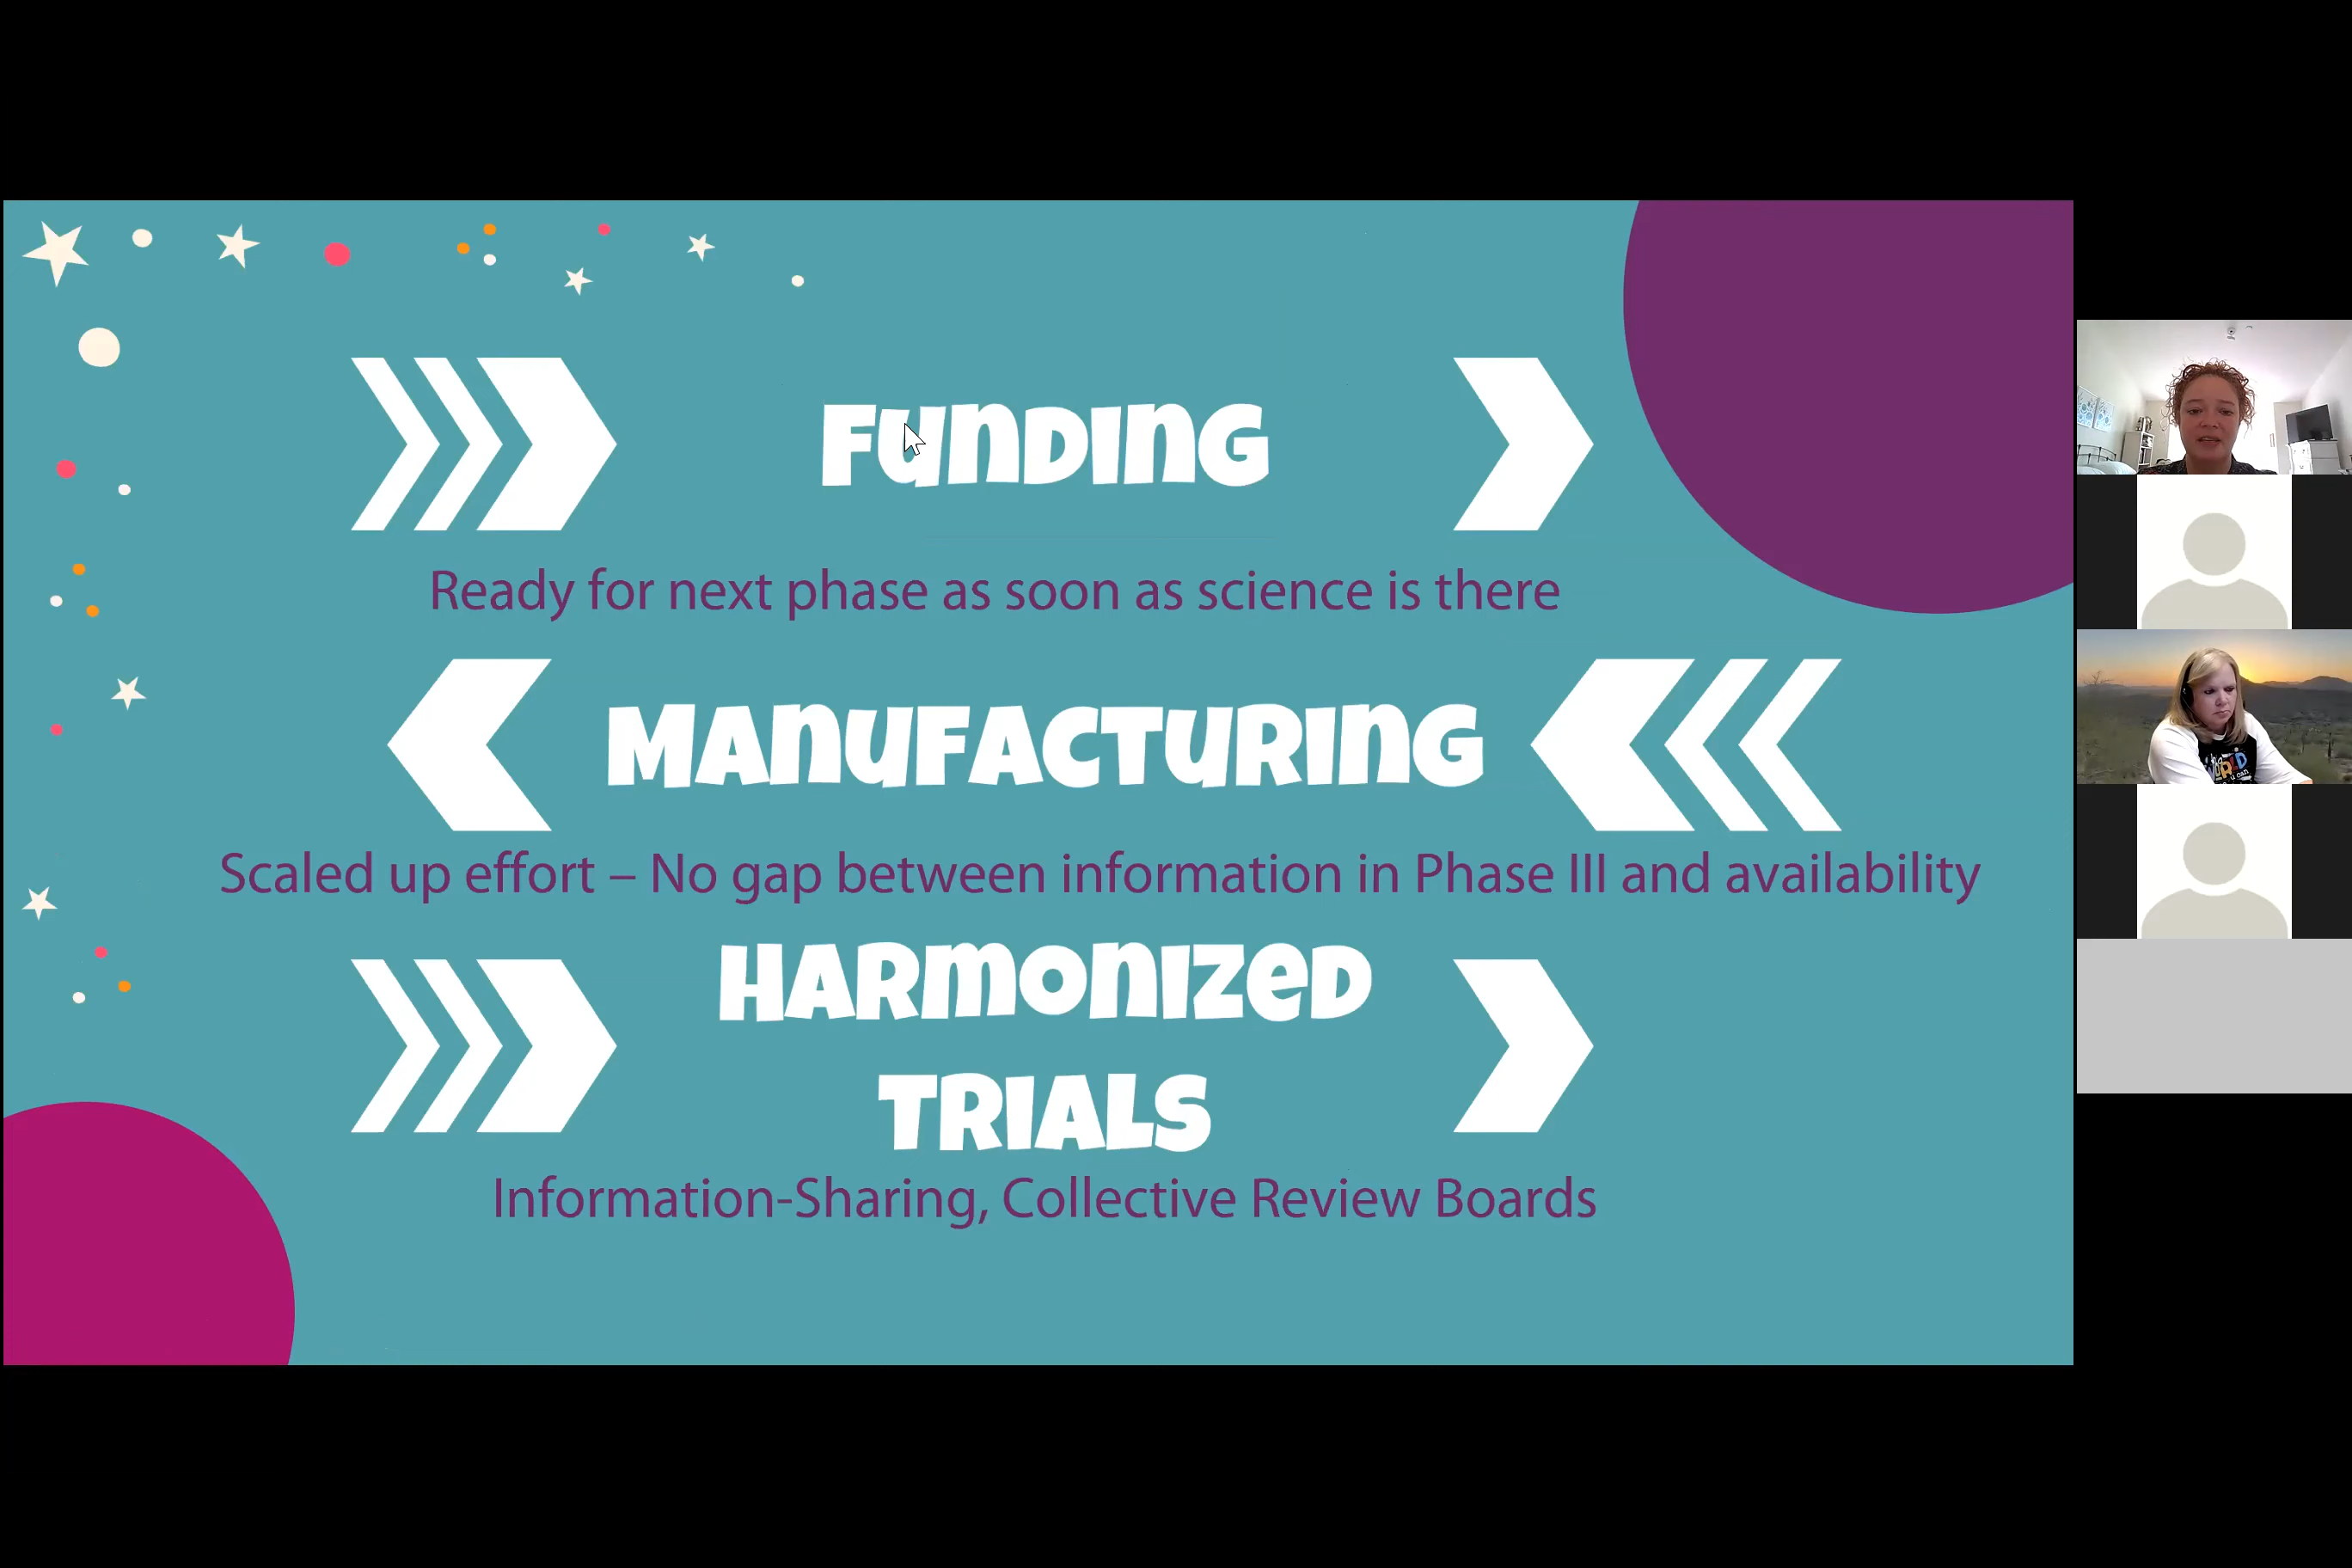 FUNDING
Ready for next phase as soon as science is there
MANUFACTURING
Scaled up effort – No gap between information in Phase III and availability
HARMONIZED
TRIALS
Information-Sharing, Collective Review Boards